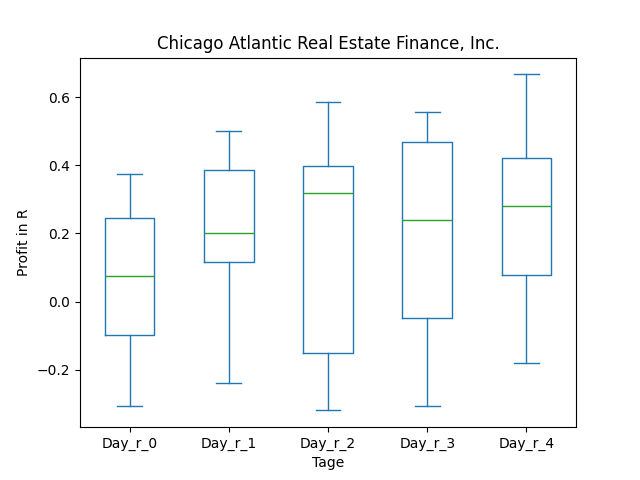 Chicago Atlantic Real Estate Finance, Inc.
Profit in R
0.6
0.4
0.2
0.0
−0.2
Day_r_0 Day_r_1 Day_r_2 Day_r_3 Day_r_4
Tage